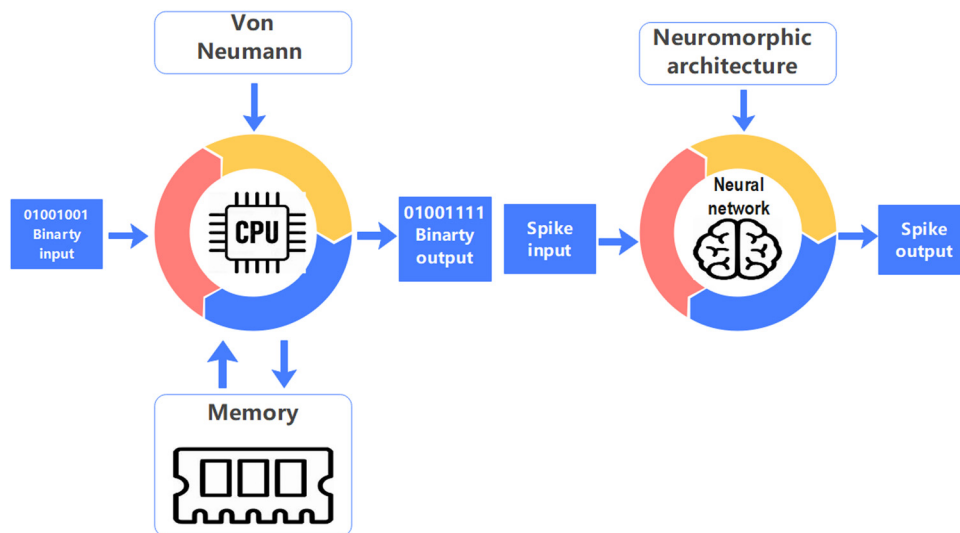 Von
Neumann
01001001
Binarty
input
CPU
01001111
Binarty
output
Memory
Neuromorphic
architecture
Spike
input
Neural
network
Spike
output